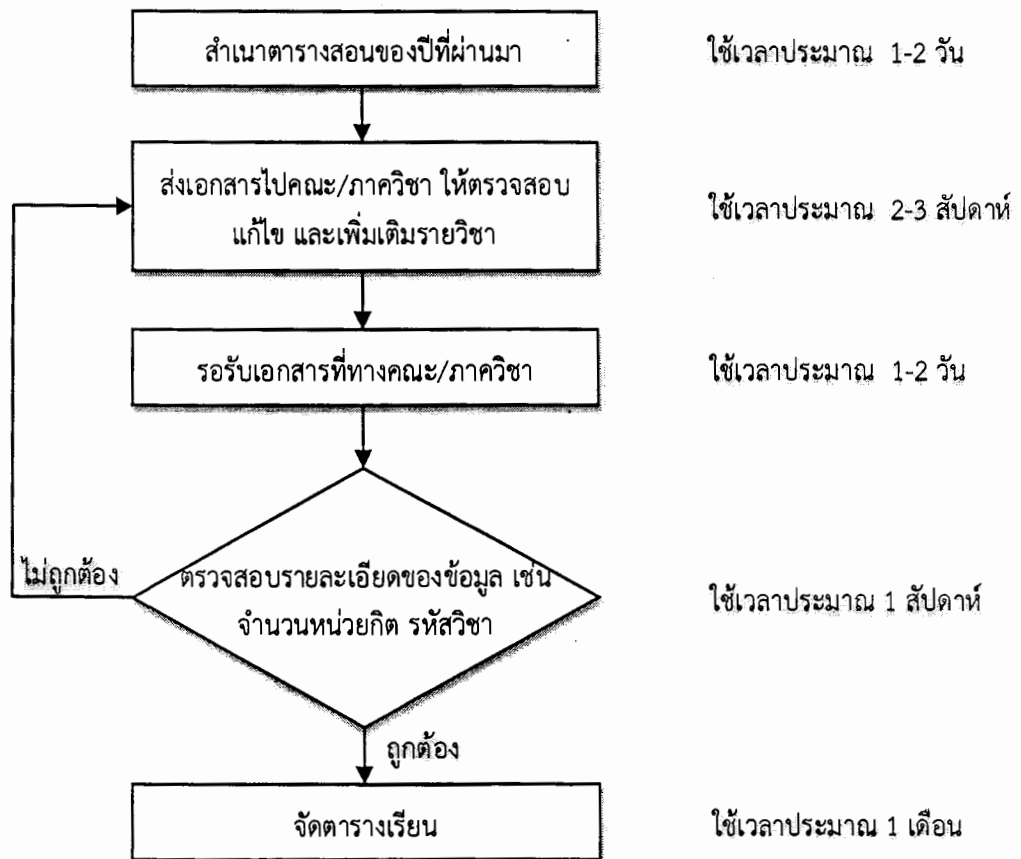 สำเนาตารางสอนของปีที่ผ่านมา
ใช้เวลาประมาณ 1-2 วัน
ส่งเอกสารไปคณะ/ภาควิชา ให้ตรวจสอบ
แก้ไข และเพิ่มเติมรายวิชา
ใช้เวลาประมาณ 2-3 สัปดาห์
รอรับเอกสารที่ทางคณะ/ภาควิชา
ใช้เวลาประมาณ 1-2 วัน
ไม่ถูกต้อง
ตรวจสอบรายละเอียดของข้อมูล เช่น
จำนวนหน่วยกิต รหัสวิชา
ใช้เวลาประมาณ 1 สัปดาห์
ถูกต้อง
จัดตารางเรียน
ใช้เวลาประมาณ 1 เดือน